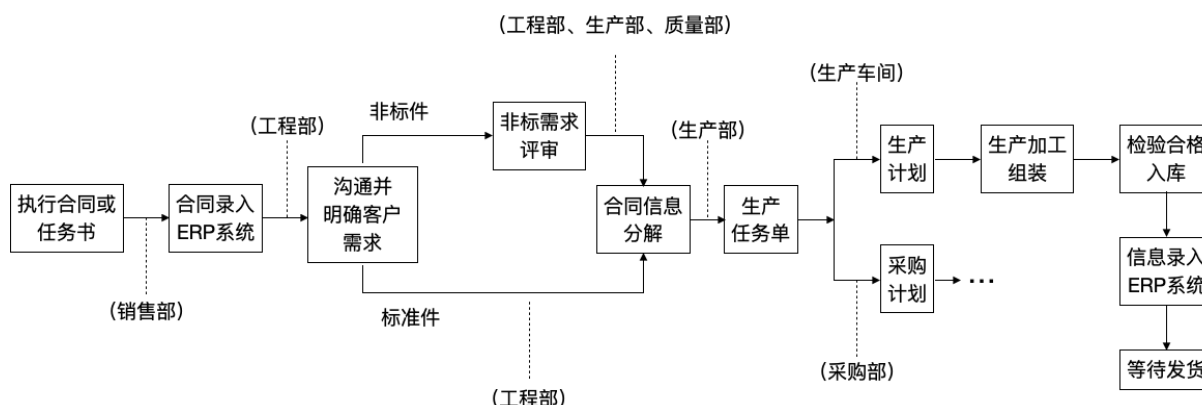 (工程部、生产部、质量部)
(生产车间)
非标件
(工程部)
非标需求
评审
(生产部)
生产
计划
生产加工
组装
检验合格
入库
执行合同或
任务书
合同录入
ERP系统
沟通并
明确客户
需求
合同信息
分解
生产
任务单
采购
计划
...
信息录入
ERP系统
(销售部)
标准件
(工程部)
(采购部)
等待发货